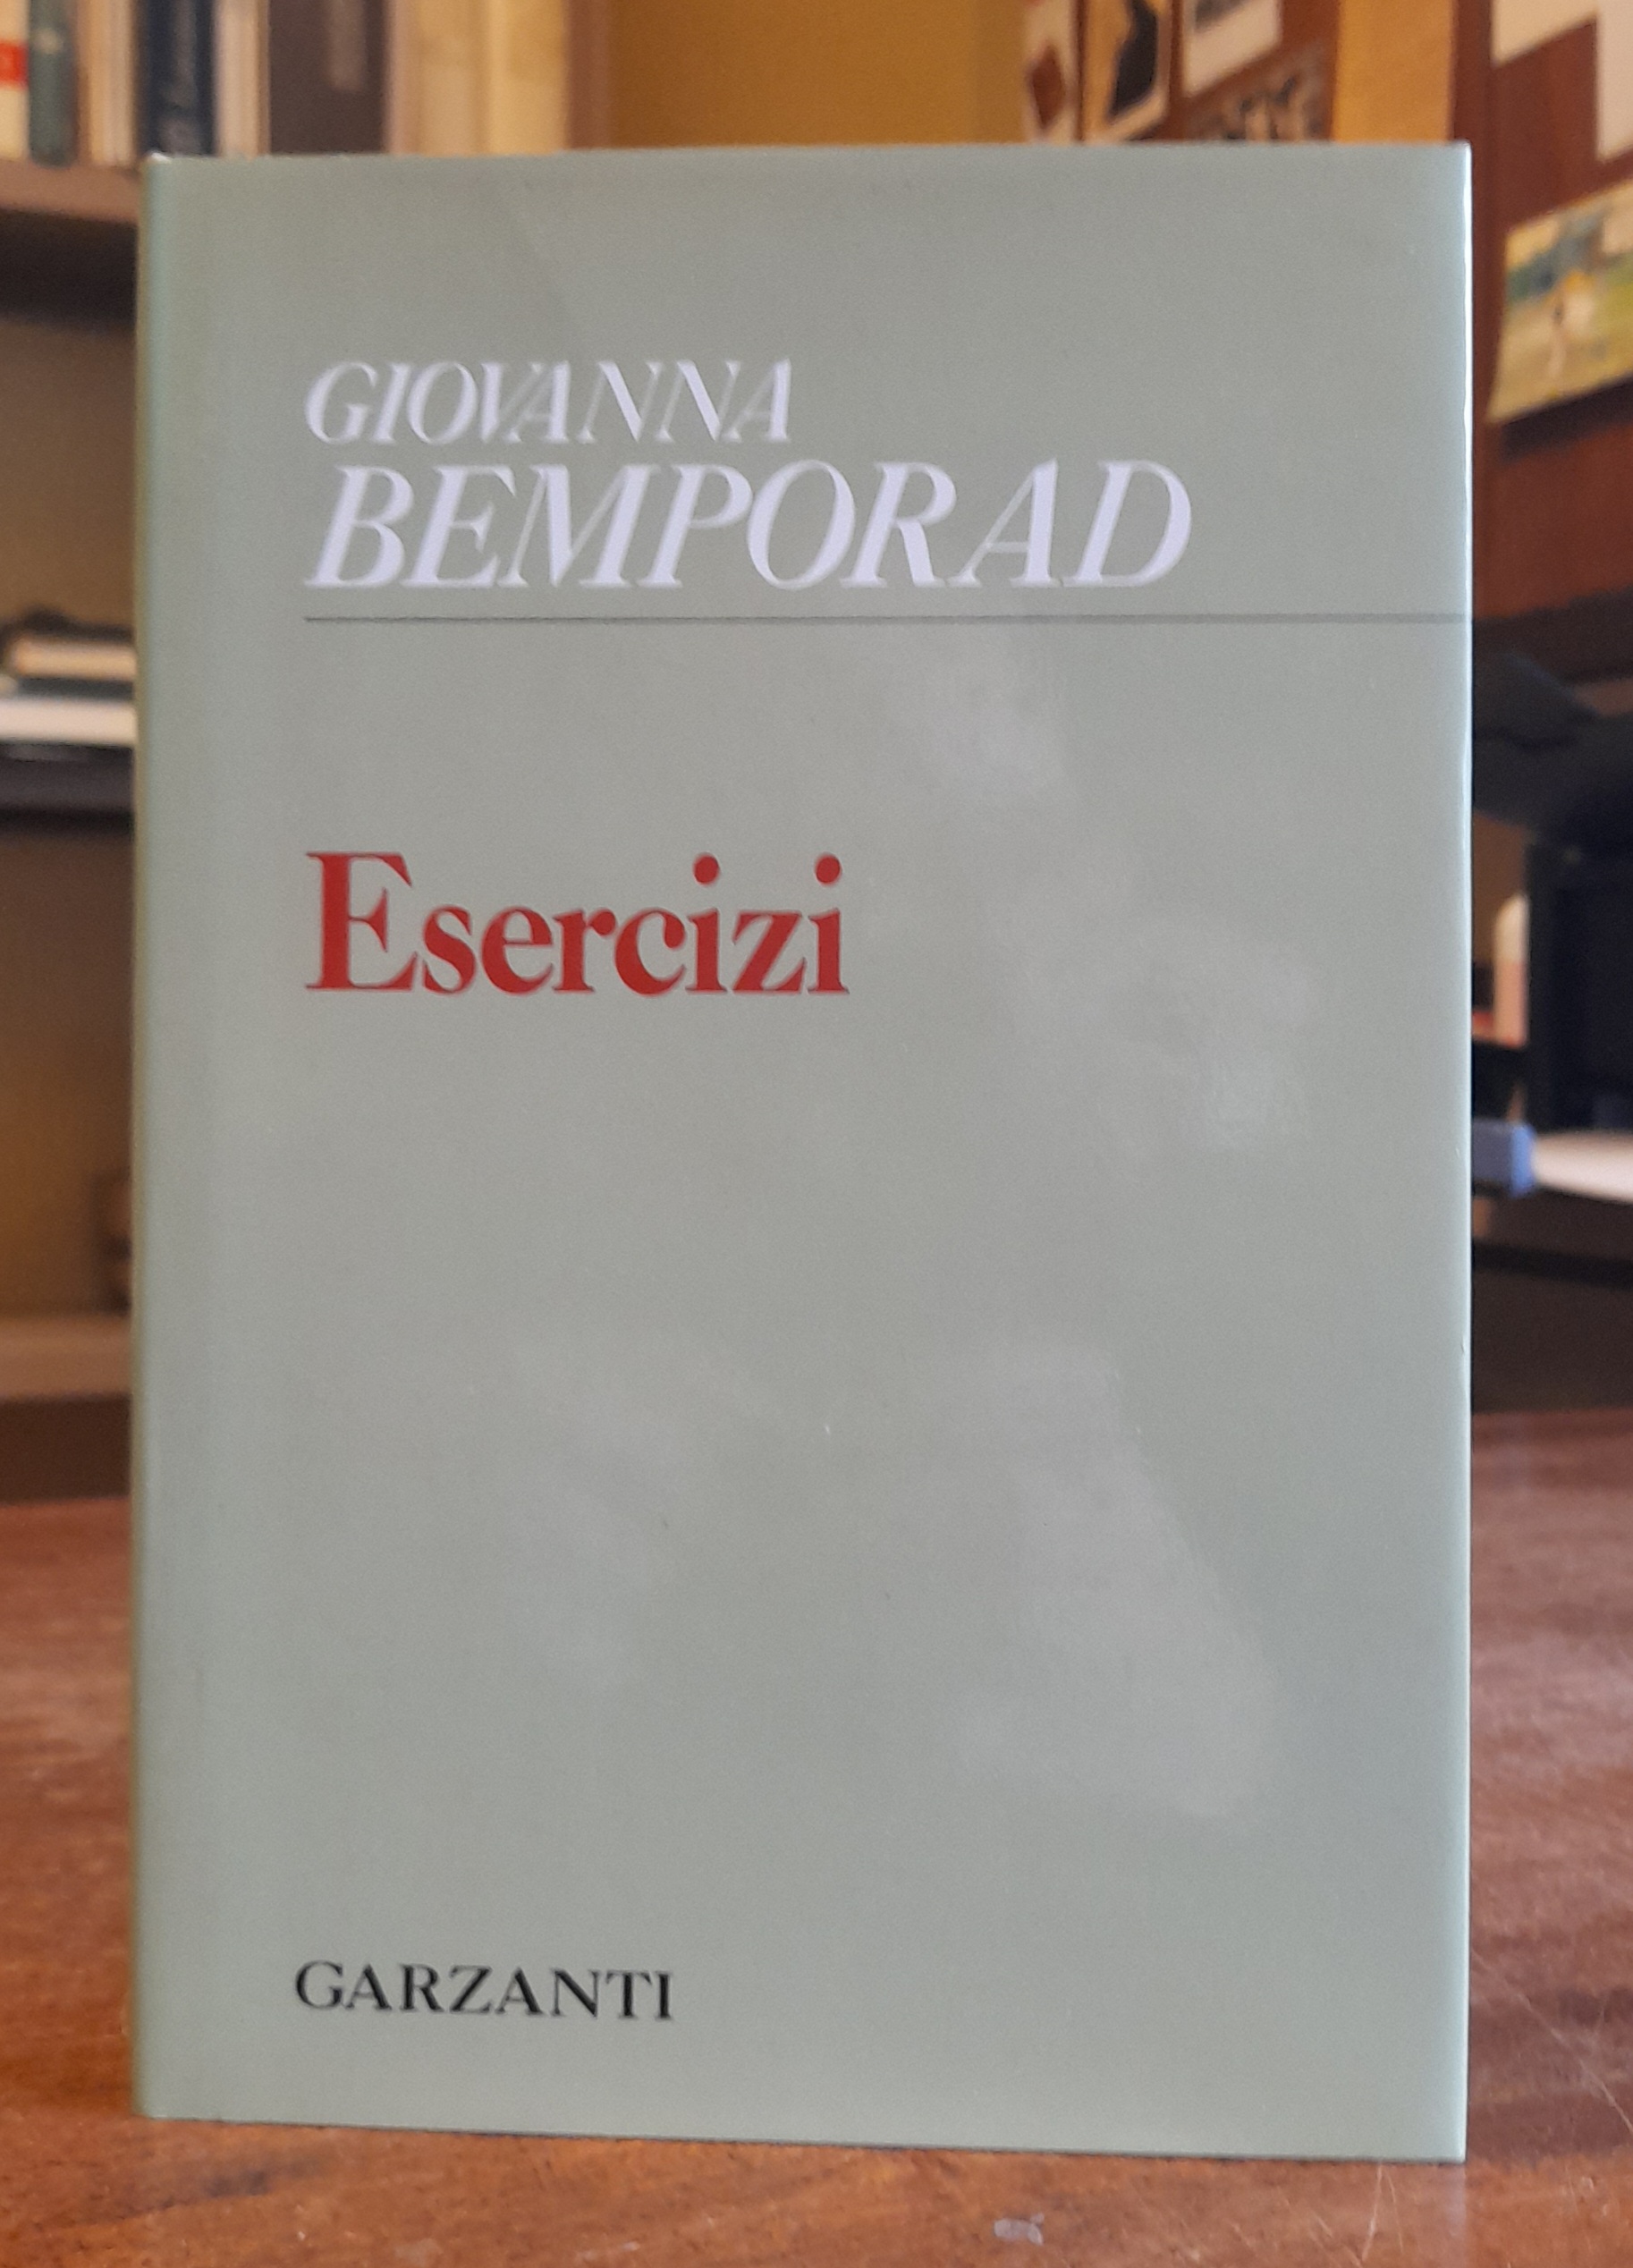 GIOVANNA
BEMPORAD
Esercizi
GARZANTI